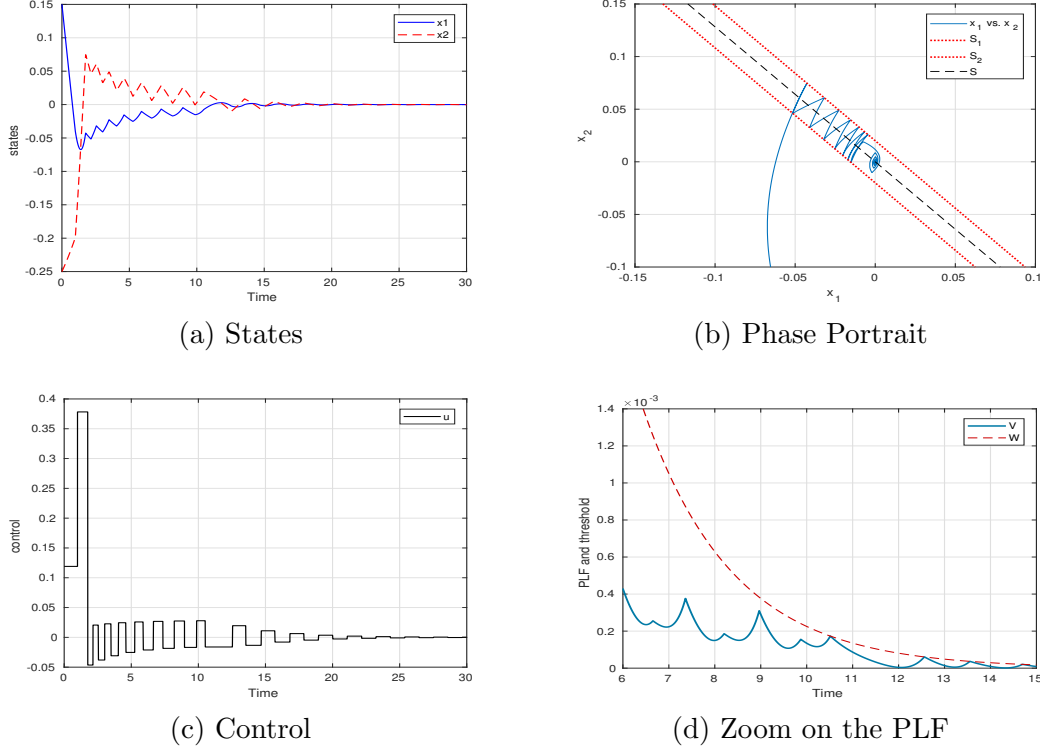 0.15
0.1
0.05
0
-0.05
-0.1
-0.15
-0.2
-0.25
states
0 5 10 15 20 25 30
Time
x1
x2
(a) States
0.15
0.1
0.05
0
-0.05
-0.1
x2
-0.15 -0.1 -0.05 0 0.05 0.1
x1
x1 vs. x2
S1
S2
S
(b) Phase Portrait
0.4
0.35
0.3
0.25
0.2
0.15
0.1
0.05
0
-0.05
control
0 5 10 15 20 25 30
Time
u
(c) Control
×10-3
1.4
1.2
1
0.8
0.6
0.4
0.2
0
PLF and threshold
6 7 8 9 10 11 12 13 14 15
Time
V
W
(d) Zoom on the PLF